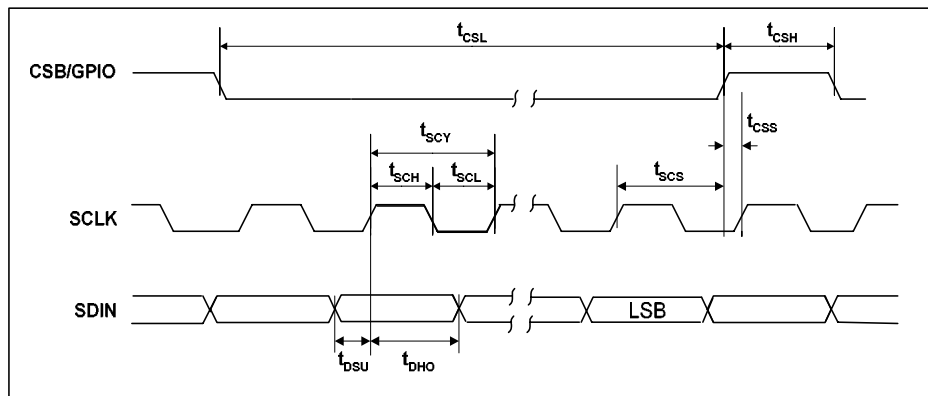 tCSL
tCSH
CSB/GPIO
tCSS
tSCY
tSCH
tSCL
tSCS
SCLK
SDIN
LSB
tDSU
tDHO